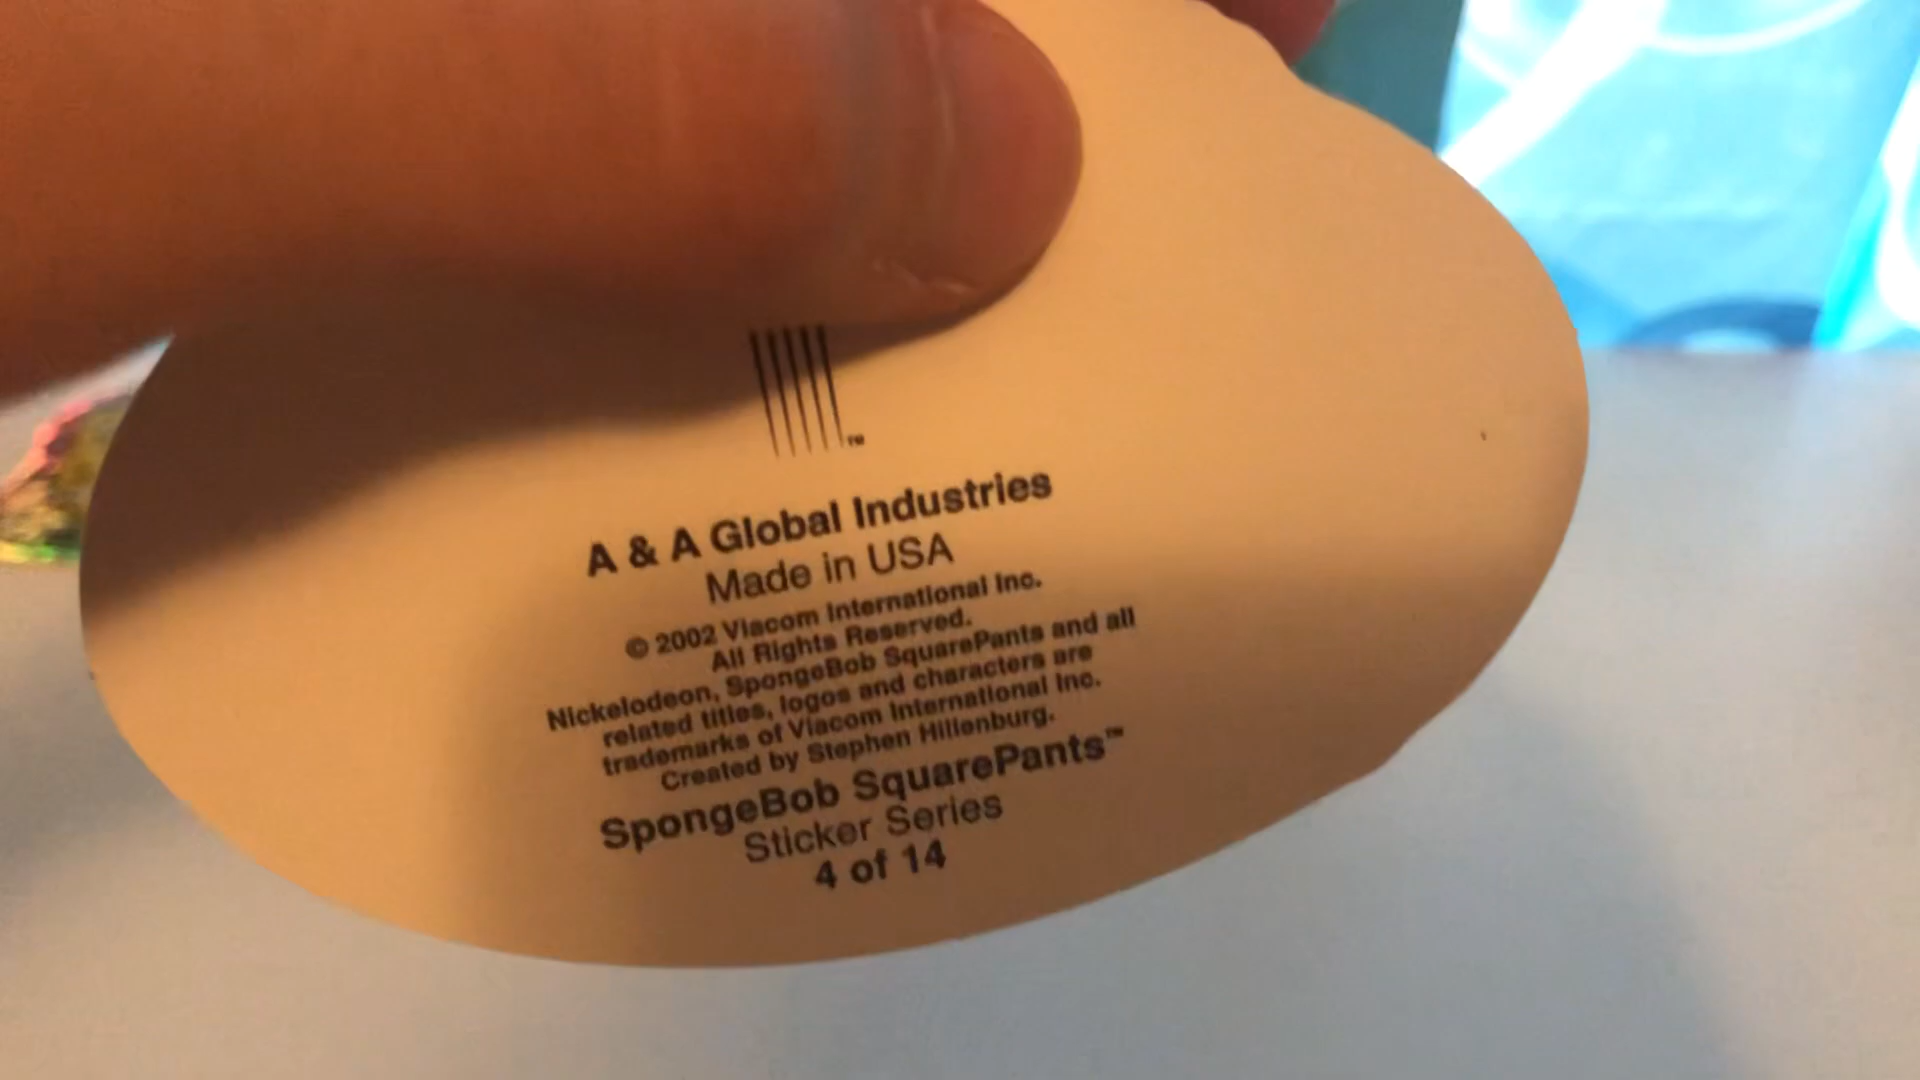 ™
A & A Global Industries
Made in USA
© 2002 Viacom International Inc.
All Rights Reserved.
Nickelodeon, SpongeBob SquarePants and all
related titles, logos and characters are
trademarks of Viacom International Inc.
Created by Stephen Hillenburg.
SpongeBob SquarePants™
Sticker Series
4 of 14